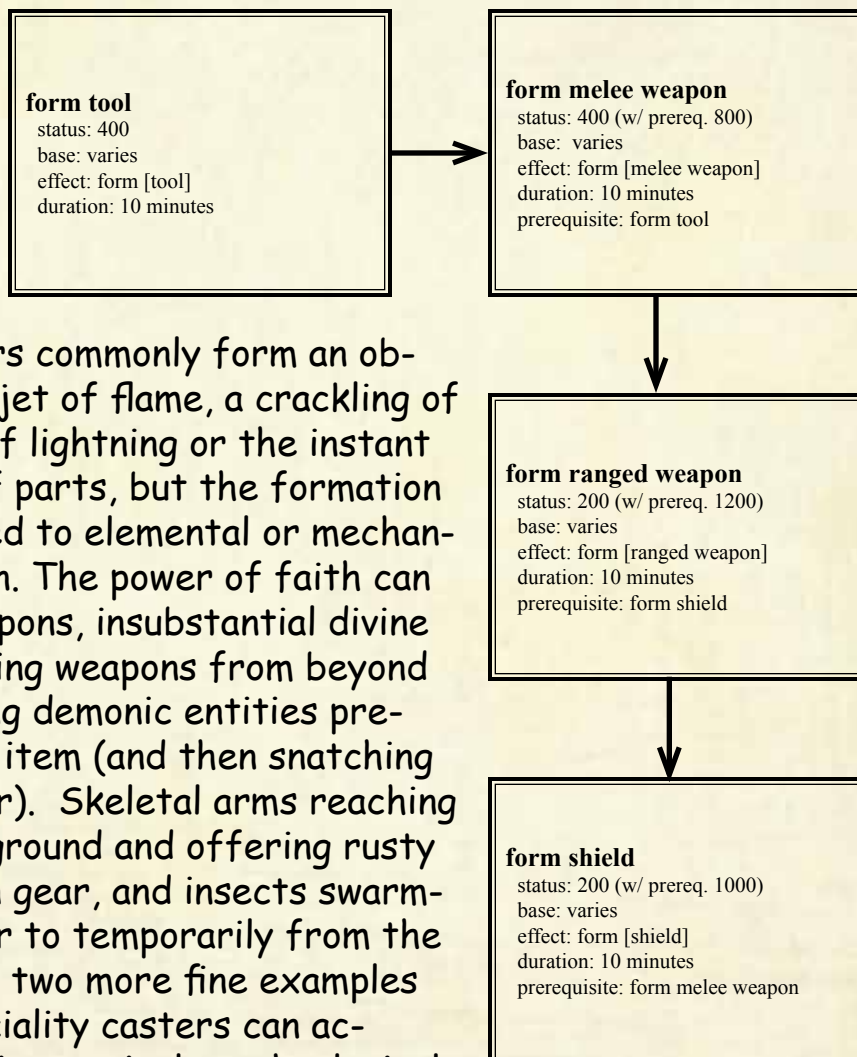 form tool
status: 400
base: varies
effect: form [tool]
duration: 10 minutes
form melee weapon
status: 400 (w/ prereq. 800)
base: varies
effect: form [melee weapon]
duration: 10 minutes
prerequisite: form tool
rs commonly form an ob-
jet of flame, a crackling of
f lightning or the instant
f parts, but the formation
ed to elemental or mechan-
n. The power of faith can
pons, insubstantial divine
ing weapons from beyond
g demonic entities pre-
item (and then snatching
r). Skeletal arms reaching
ground and offering rusty
gear, and insects swarm-
r to temporarily from the
two more fine examples
ciality casters can ac-
form ranged weapon
status: 200 (w/ prereq. 1200)
base: varies
effect: form [ranged weapon]
duration: 10 minutes
prerequisite: form shield
form shield
status: 200 (w/ prereq. 1000)
base: varies
effect: form [shield]
duration: 10 minutes
prerequisite: form melee weapon